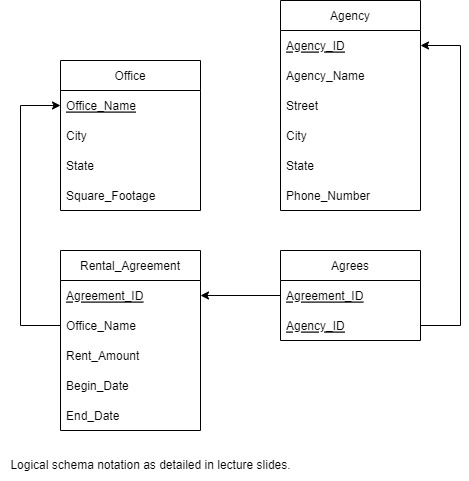 Agency
Agency_ID
Agency_Name
Street
City
State
Phone_Number
Office
Office_Name
City
State
Square_Footage
Rental_Agreement
Agreement_ID
Office_Name
Rent_Amount
Begin_Date
End_Date
Agrees
Agreement_ID
Agency_ID
Logical schema notation as detailed in lecture slides.